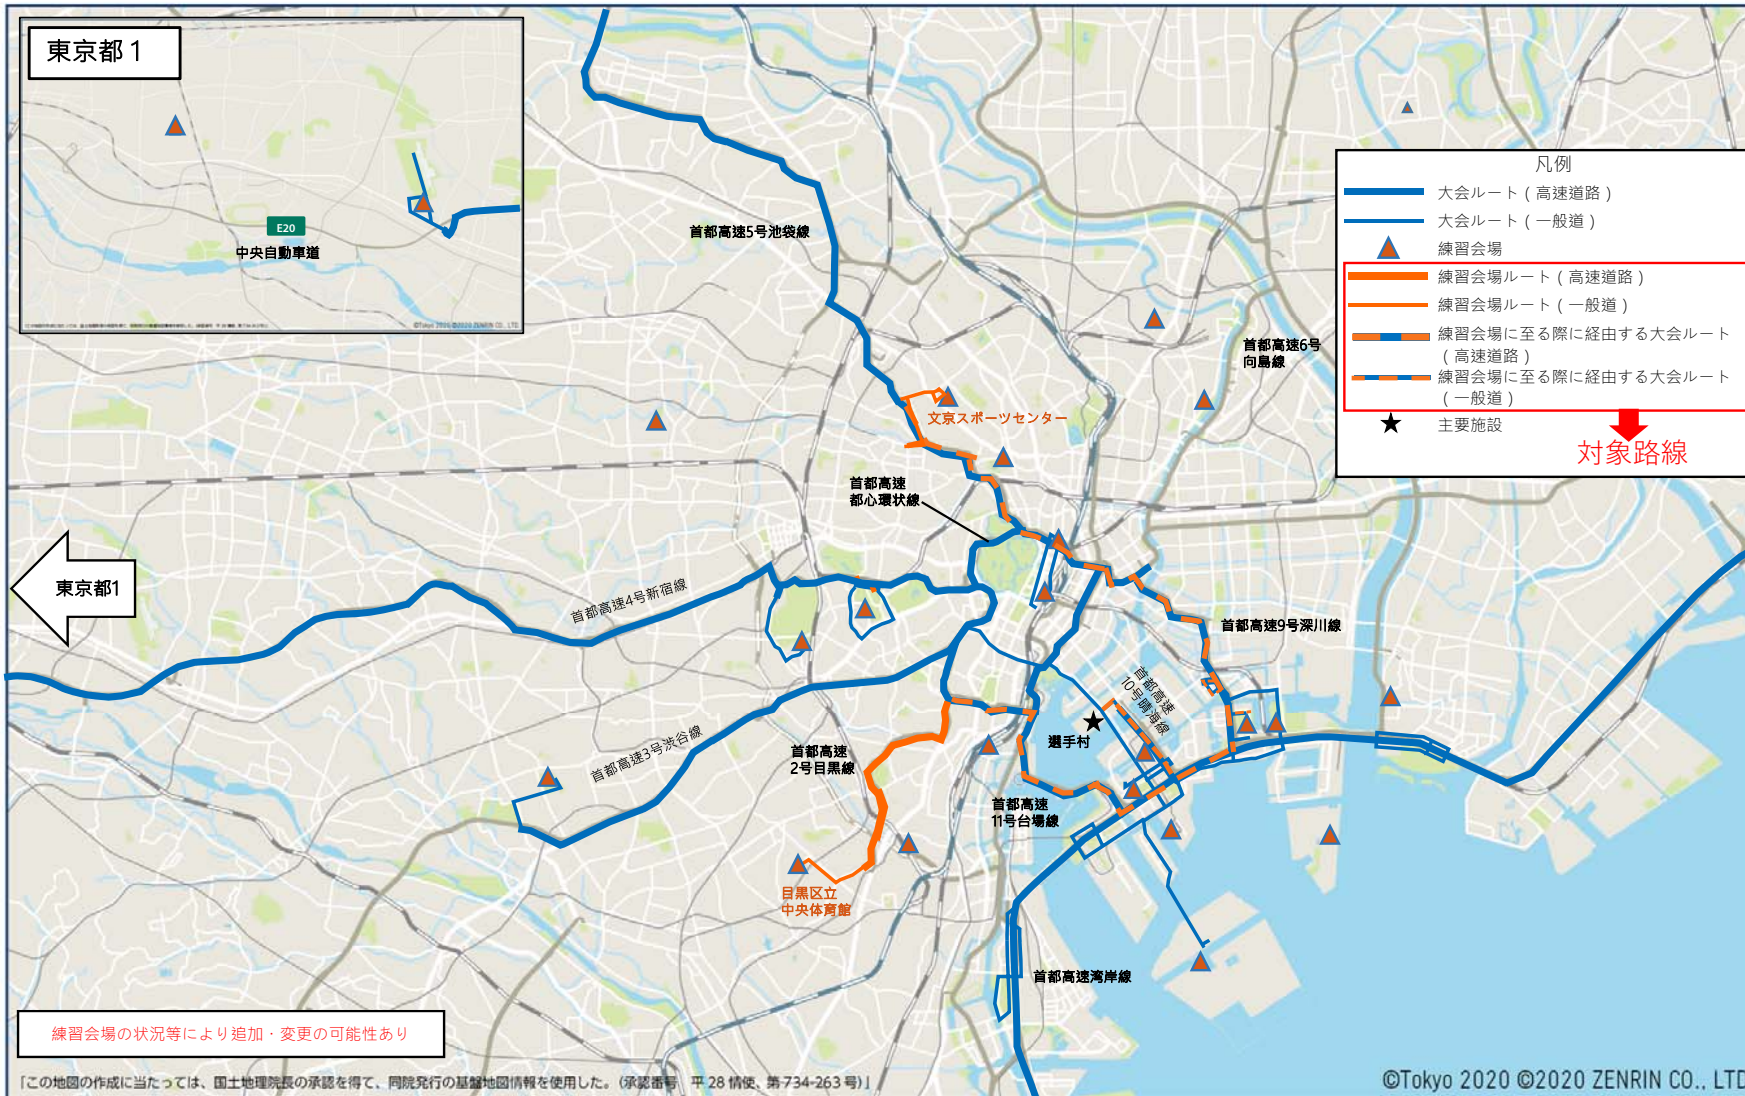 東京都１
E20
中央自動車道
©Tokyo 2020 ©2020 ZENRIN CO., LTD
凡例
大会ルート（高速道路）
大会ルート（一般道）
練習会場
練習会場ルート（高速道路）
練習会場ルート（一般道）
練習会場に至る際に経由する大会ルート
（高速道路）
練習会場に至る際に経由する大会ルート
（一般道）
主要施設
対象路線
首都高速5号池袋線
首都高速6号
向島線
文京スポーツセンター
首都高速
都心環状線
東京都1
首都高速4号新宿線
首都高速9号深川線
首都高速
10号晴海線
選手村
首都高速3号渋谷線
首都高速
2号目黒線
首都高速
11号台場線
目黒区立
中央体育館
首都高速湾岸線
練習会場の状況等により追加・変更の可能性あり
「この地図の作成に当たっては、国土地理院長の承認を得て、同院発行の基盤地図情報を使用した。（承認番号　平 28 情使、第734-263号）」
©Tokyo 2020 ©2020 ZENRIN CO., LTD